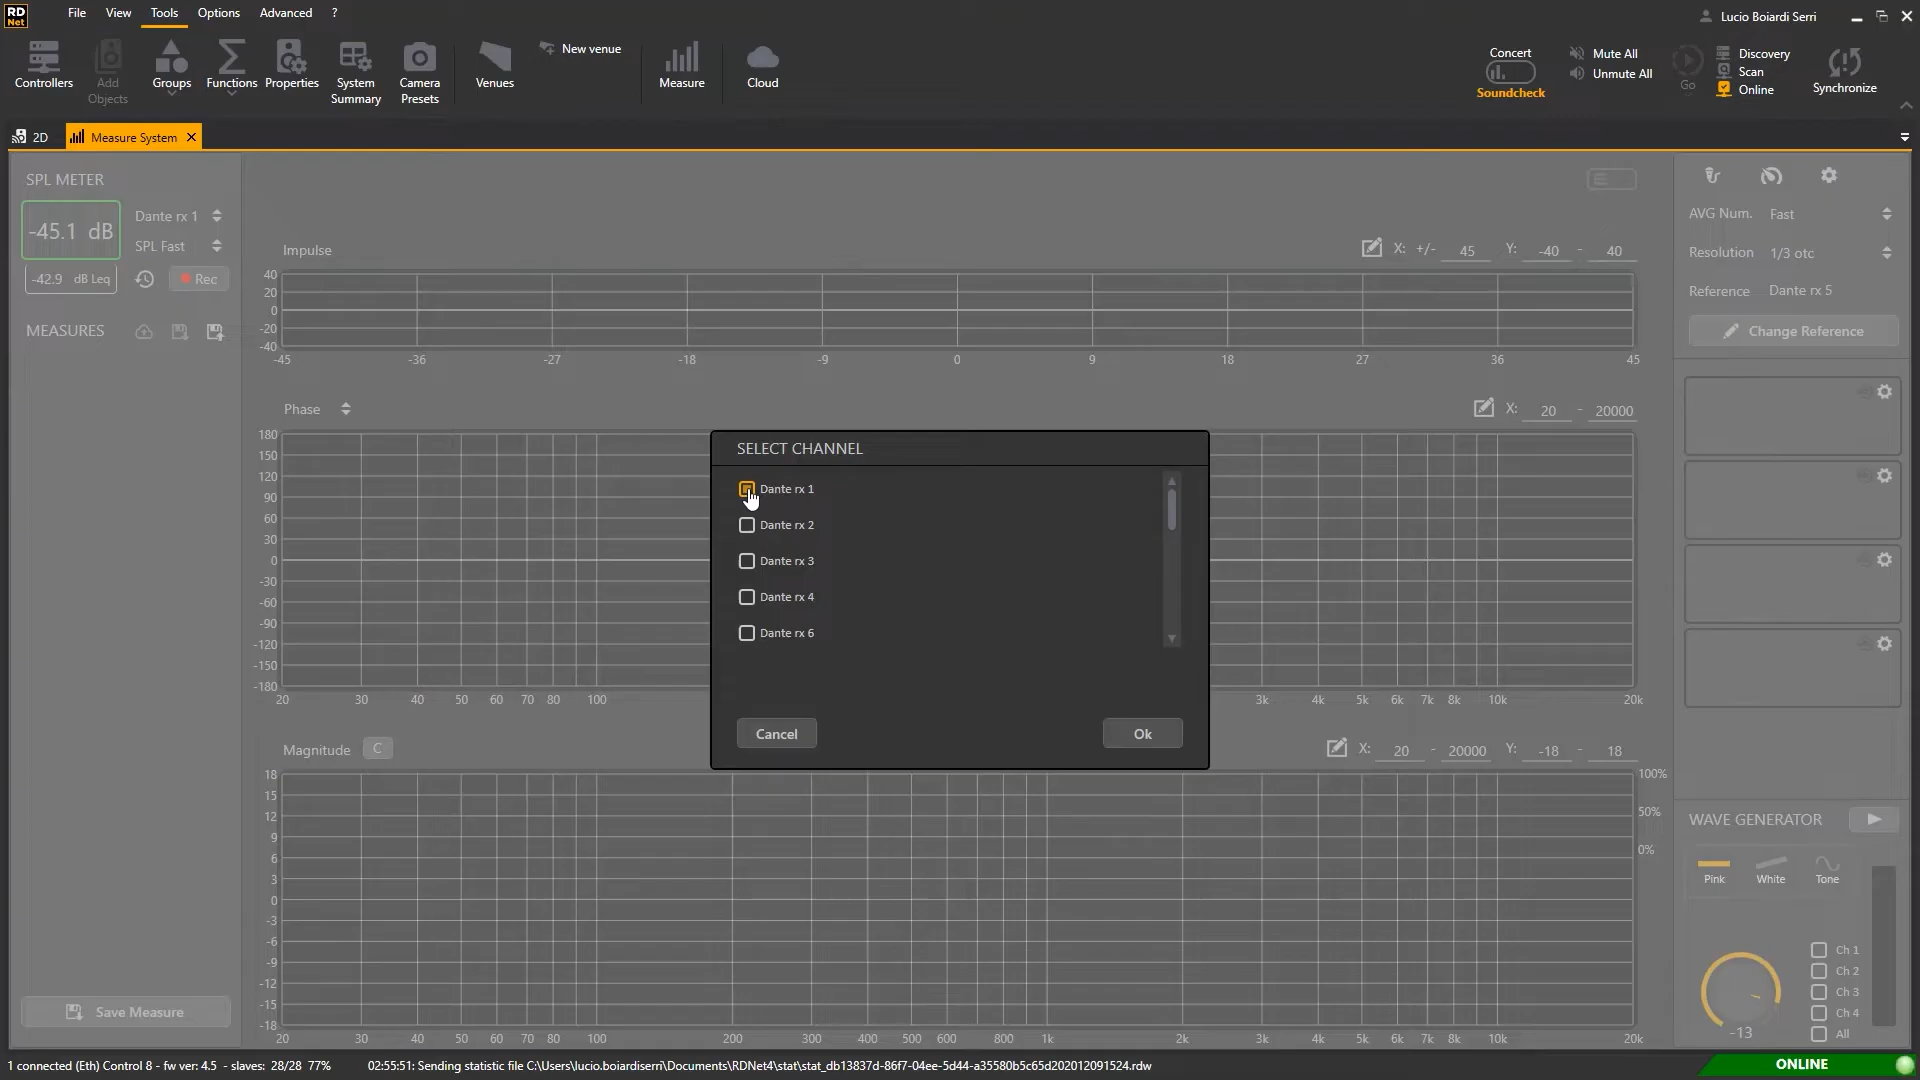 RD Net
File View Tools Options Advanced ?
Lucio Boiardi Serri
Controllers
Add Objects
Groups
Functions
Properties
System Summary
Camera Presets
Venues
New venue
Measure
Cloud
Concert
Soundcheck
Mute All
Unmute All
Go
Discovery
Scan
Online
Synchronize
2D
Measure System
SPL METER
-45.1 dB
Dante rx 1
SPL Fast
-42.9 dB Leq
Rec
MEASURES
Save Measure
Impulse
X: +/- 45 Y: -40 - 40
40
20
0
-20
-40
-45 -36 -27 -18 -9 0 9 18 27 36 45
Phase
X: 20 - 20000
180
150
120
90
60
30
0
-30
-60
-90
-120
-150
-180
20 30 40 50 60 70 80 100 3k 4k 5k 6k 7k 8k 10k 20k
SELECT CHANNEL
Dante rx 1
Dante rx 2
Dante rx 3
Dante rx 4
Dante rx 6
Cancel
Ok
Magnitude C
X: 20 - 20000 Y: -18 - 18
18
15
12
9
6
3
0
-3
-6
-9
-12
-15
-18
100%
50%
0%
20 30 40 50 60 70 80 100 200 300 400 500 600 800 1k 2k 3k 4k 5k 6k 7k 8k 10k 20k
AVG Num. Fast
Resolution 1/3 otc
Reference Dante rx 5
Change Reference
WAVE GENERATOR
Pink
White
Tone
-13
Ch 1
Ch 2
Ch 3
Ch 4
All
1 connected (Eth) Control 8 - fw ver: 4.5 - slaves: 28/28 77%
02:55:51: Sending statistic file C:\Users\lucio.boiardiserri\Documents\RDNet4\stat\stat_db13837d-86f7-04ee-5d44-a35580b5c65d202012091524.rdw
ONLINE